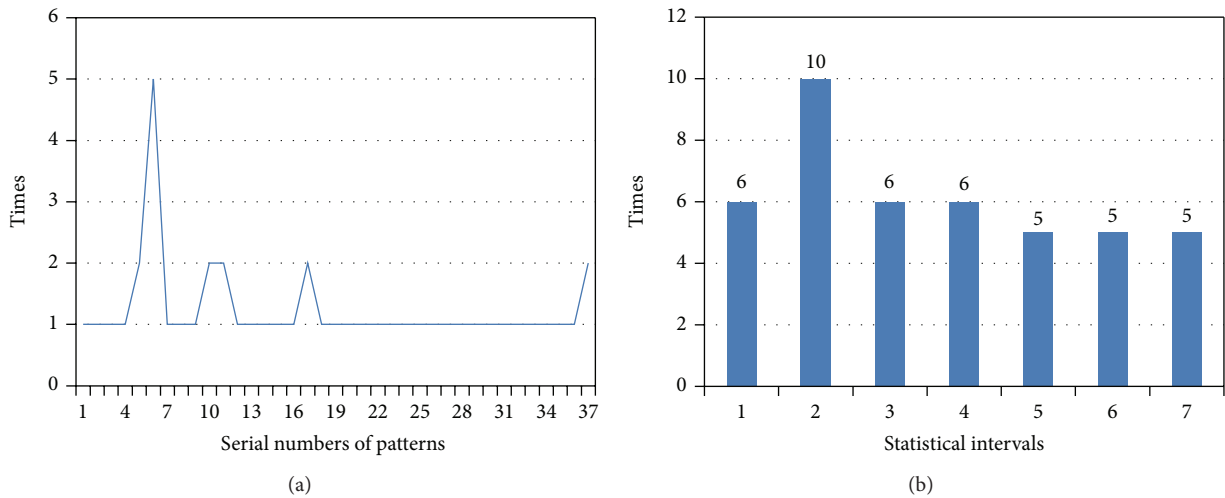 6
5
4
3
2
1
0
Times
1 4 7 10 13 16 19 22 25 28 31 34 37
Serial numbers of patterns
(a)
12
10
8
6
4
2
0
Times
6 10 6 6 5 5 5
1 2 3 4 5 6 7
Statistical intervals
(b)